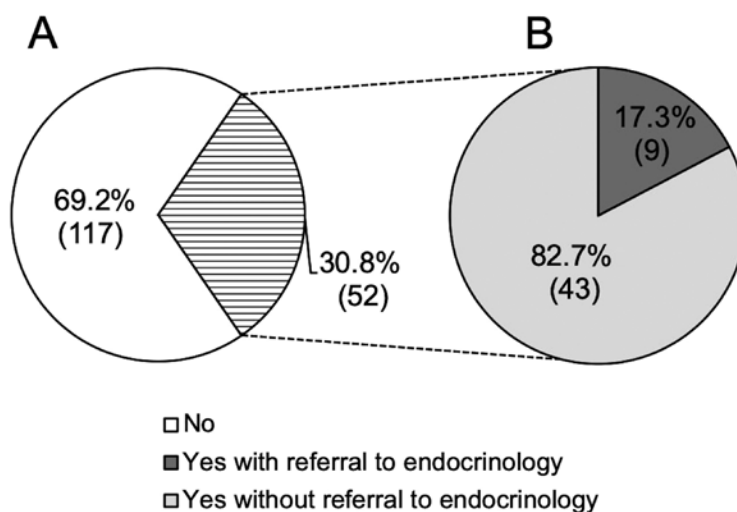 A
B
69.2%
(117)
30.8%
(52)
17.3%
(9)
82.7%
(43)
No
Yes with referral to endocrinology
Yes without referral to endocrinology